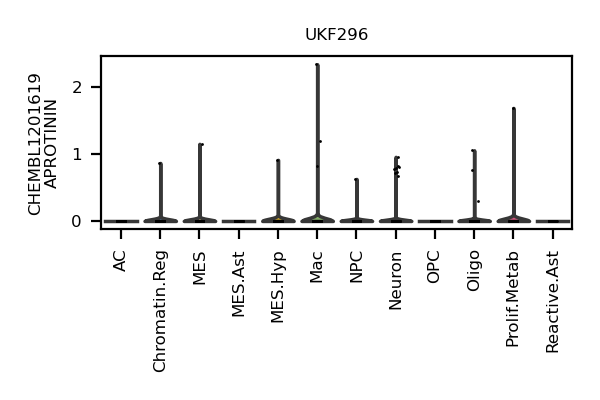 UKF296
CHEMBL1201619
APROTININ
2
1
0
AC
Chromatin.Reg
MES
MES.Ast
MES.Hyp
Mac
NPC
Neuron
OPC
Oligo
Prolif.Metab
Reactive.Ast